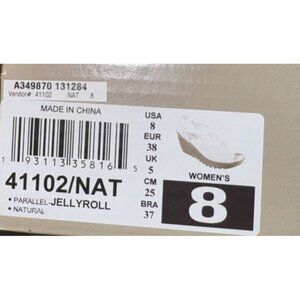 A349870 131284
Vendor# 41102 NAT 8
MADE IN CHINA
1 93113 35816 5
41102/NAT
• PARALLEL-JELLYROLL
• NATURAL
USA
8
EUR
38
UK
5
CM
25
BRA
37
WOMEN'S
8